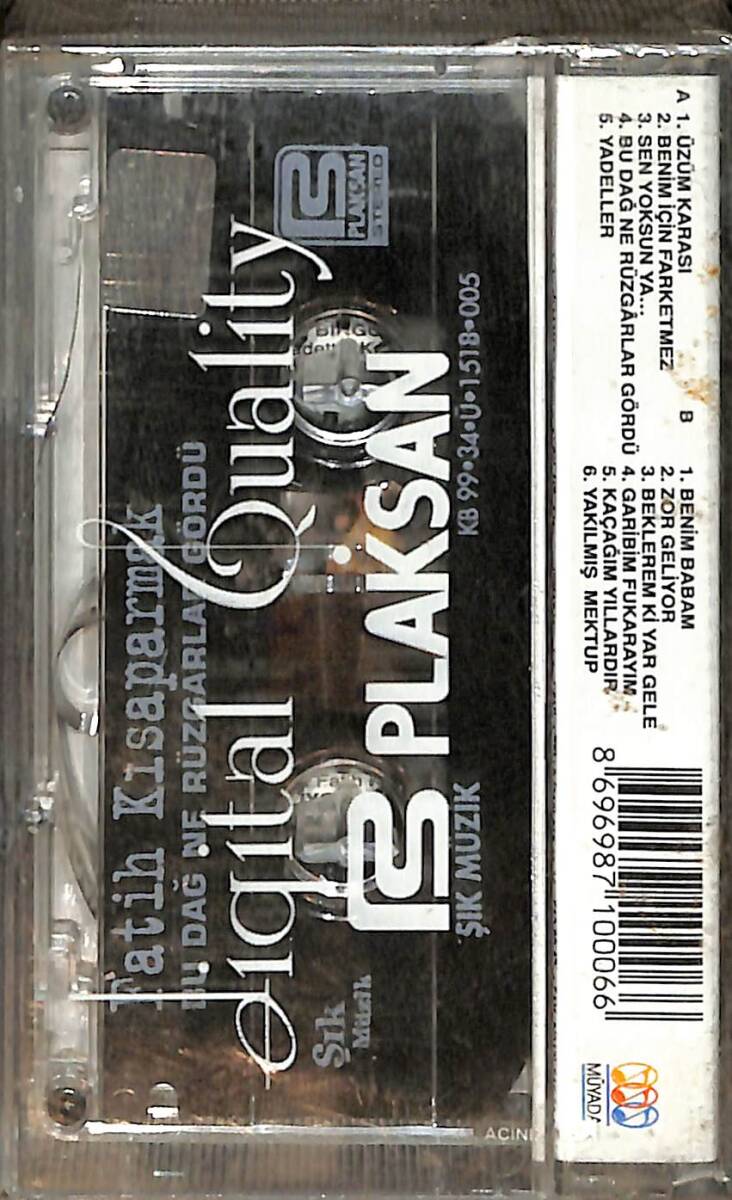 A
1. ÜZÜM KARASI
2. BENİM İÇİN FARKETMEZ
3. SEN YOKSUN YA...
4. BU DAĞ NE RÜZGÂRLAR GÖRDÜ
5. YADELLER
B
1. BENİM BABAM
2. ZOR GELİYOR
3. BEKLEREM Kİ YAR GELE
4. GARİBİM FUKARAYIM
5. KAÇAĞIM YILLARDIR
6. YAKILMIŞ MEKTUP
8 696987 100066
MÜYADA
KB 99•34•Ü•1518•005
ŞIK MÜZİK
PLAKSAN
PLAKSAN
Digital Quality
Şık
Müzik
Fatih Kısaparmak
BU DAĞ NE RÜZGARLAR GÖRDÜ